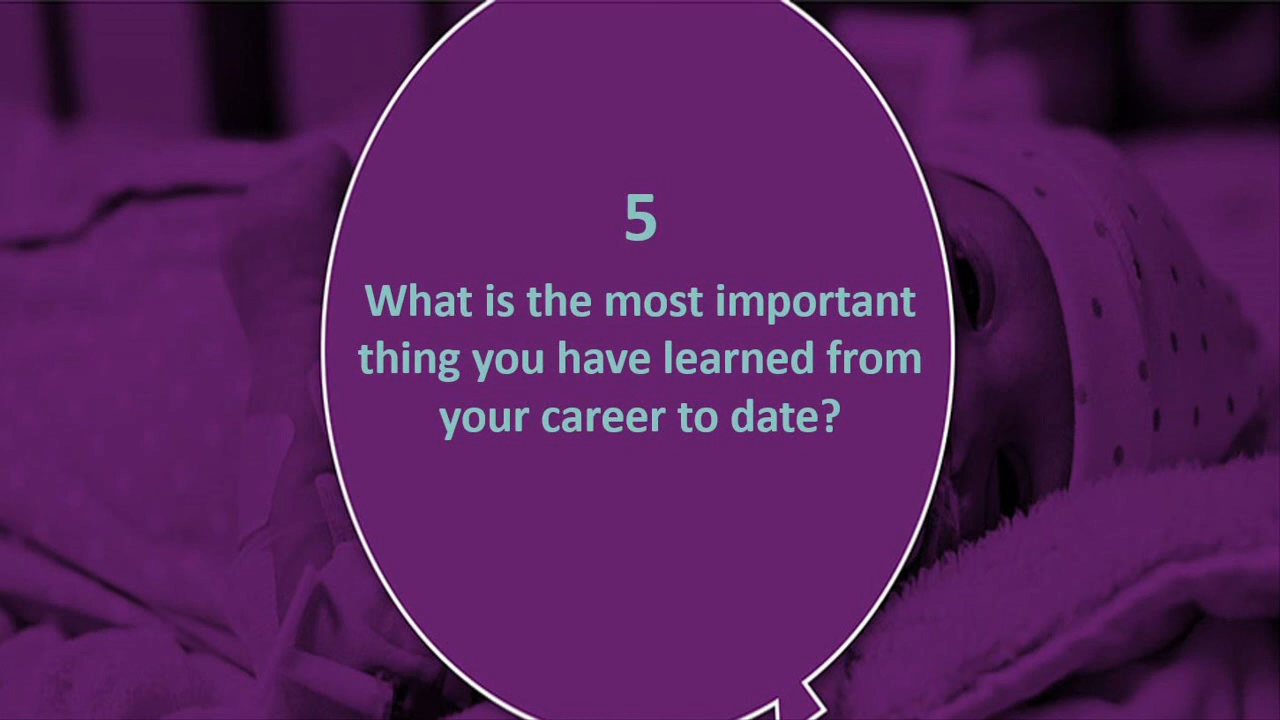 5
What is the most important
thing you have learned from
your career to date?